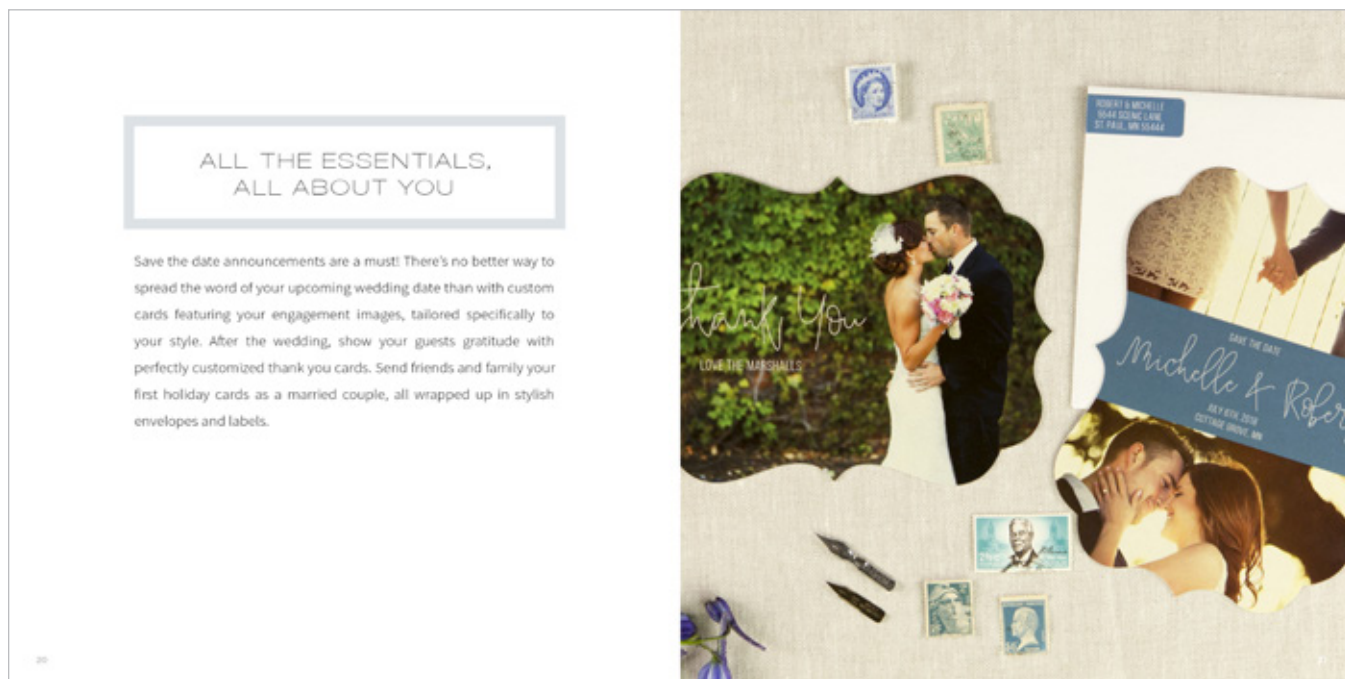 ALL THE ESSENTIALS,
ALL ABOUT YOU
Save the date announcements are a must! There's no better way to
spread the word of your upcoming wedding date than with custom
cards featuring your engagement images, tailored specifically to
your style. After the wedding, show your guests gratitude with
perfectly customized thank you cards. Send friends and family your
first holiday cards as a married couple, all wrapped up in stylish
envelopes and labels.
20
thank you
LOVE THE MARSHALLS
ROBERT & MICHELLE
5544 SCENIC LANE
ST. PAUL, MN 55444
SAVE THE DATE
Michelle & Rober
JULY 8TH, 2018
COTTAGE GROVE, MN
21